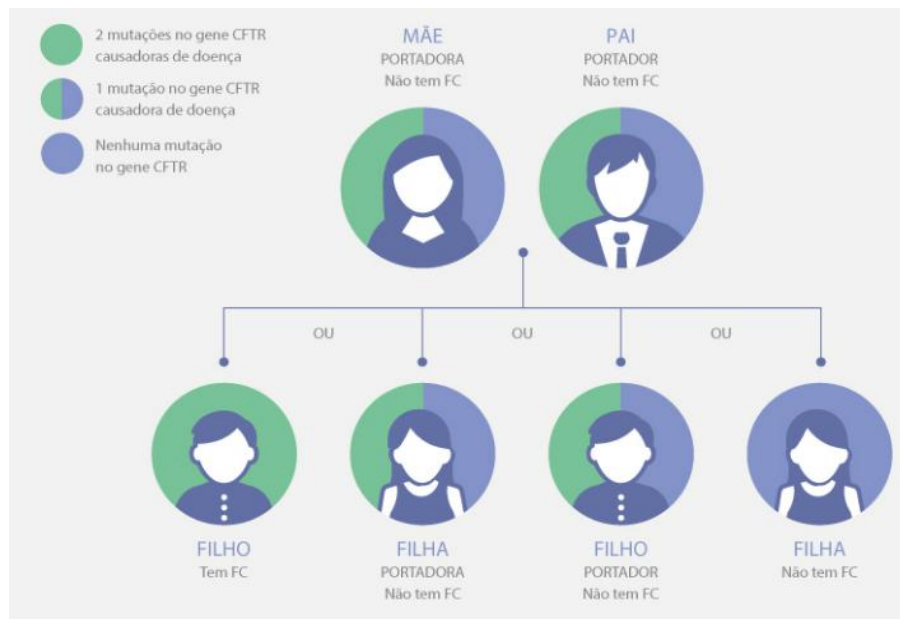 2 mutações no gene CFTR
causadoras de doença
1 mutação no gene CFTR
causadora de doença
Nenhuma mutação
no gene CFTR
MÃE
PORTADORA
Não tem FC
PAI
PORTADOR
Não tem FC
OU
OU
OU
FILHO
Tem FC
FILHA
PORTADORA
Não tem FC
FILHO
PORTADOR
Não tem FC
FILHA
Não tem FC